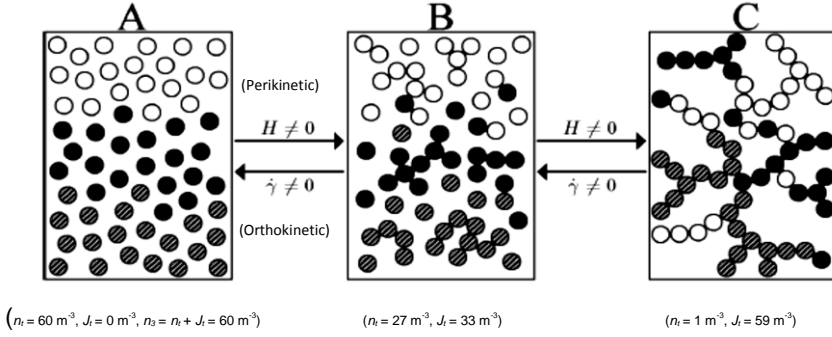 A
B
C
(Perikinetic)
H ≠ 0
H ≠ 0
γ̇ ≠ 0
γ̇ ≠ 0
(Orthokinetic)
(nₜ = 60 m⁻³, Jₜ = 0 m⁻³, n₃ = nₜ + Jₜ = 60 m⁻³)
(nₜ = 27 m⁻³, Jₜ = 33 m⁻³)
(nₜ = 1 m⁻³, Jₜ = 59 m⁻³)